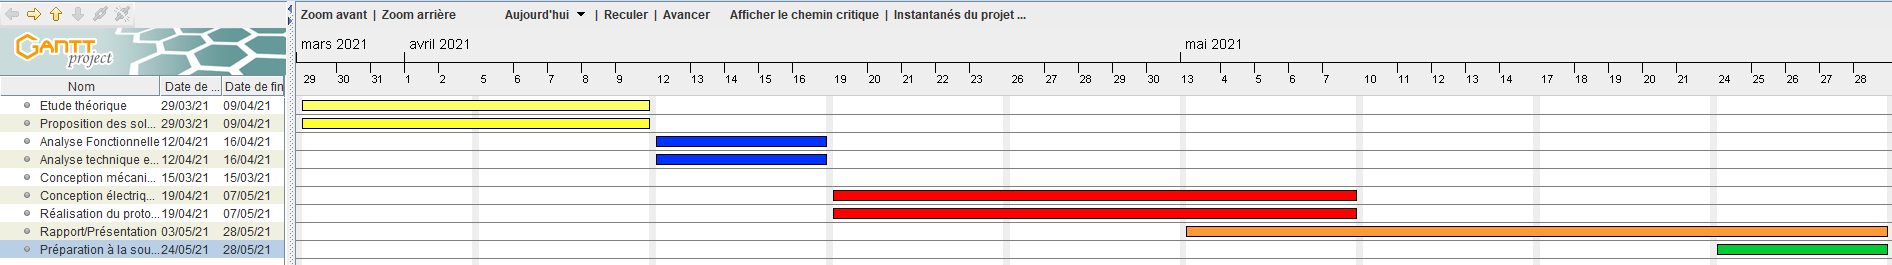 Zoom avant | Zoom arrière Aujourd'hui | Reculer | Avancer Afficher le chemin critique | Instantanés du projet ...
GANTT
project
mars 2021 avril 2021 mai 2021
29 30 31 1 2 5 6 7 8 9 12 13 14 15 16 19 20 21 22 23 26 27 28 29 30 13 4 5 6 7 10 11 12 13 14 17 18 19 20 21 24 25 26 27 28
Nom Date de ... Date de fin
Etude théorique 29/03/21 09/04/21
Proposition des sol... 29/03/21 09/04/21
Analyse Fonctionnelle 12/04/21 16/04/21
Analyse technique e... 12/04/21 16/04/21
Conception mécani... 15/03/21 15/03/21
Conception électriq... 19/04/21 07/05/21
Réalisation du proto... 19/04/21 07/05/21
Rapport/Présentation 03/05/21 28/05/21
Préparation à la sou... 24/05/21 28/05/21